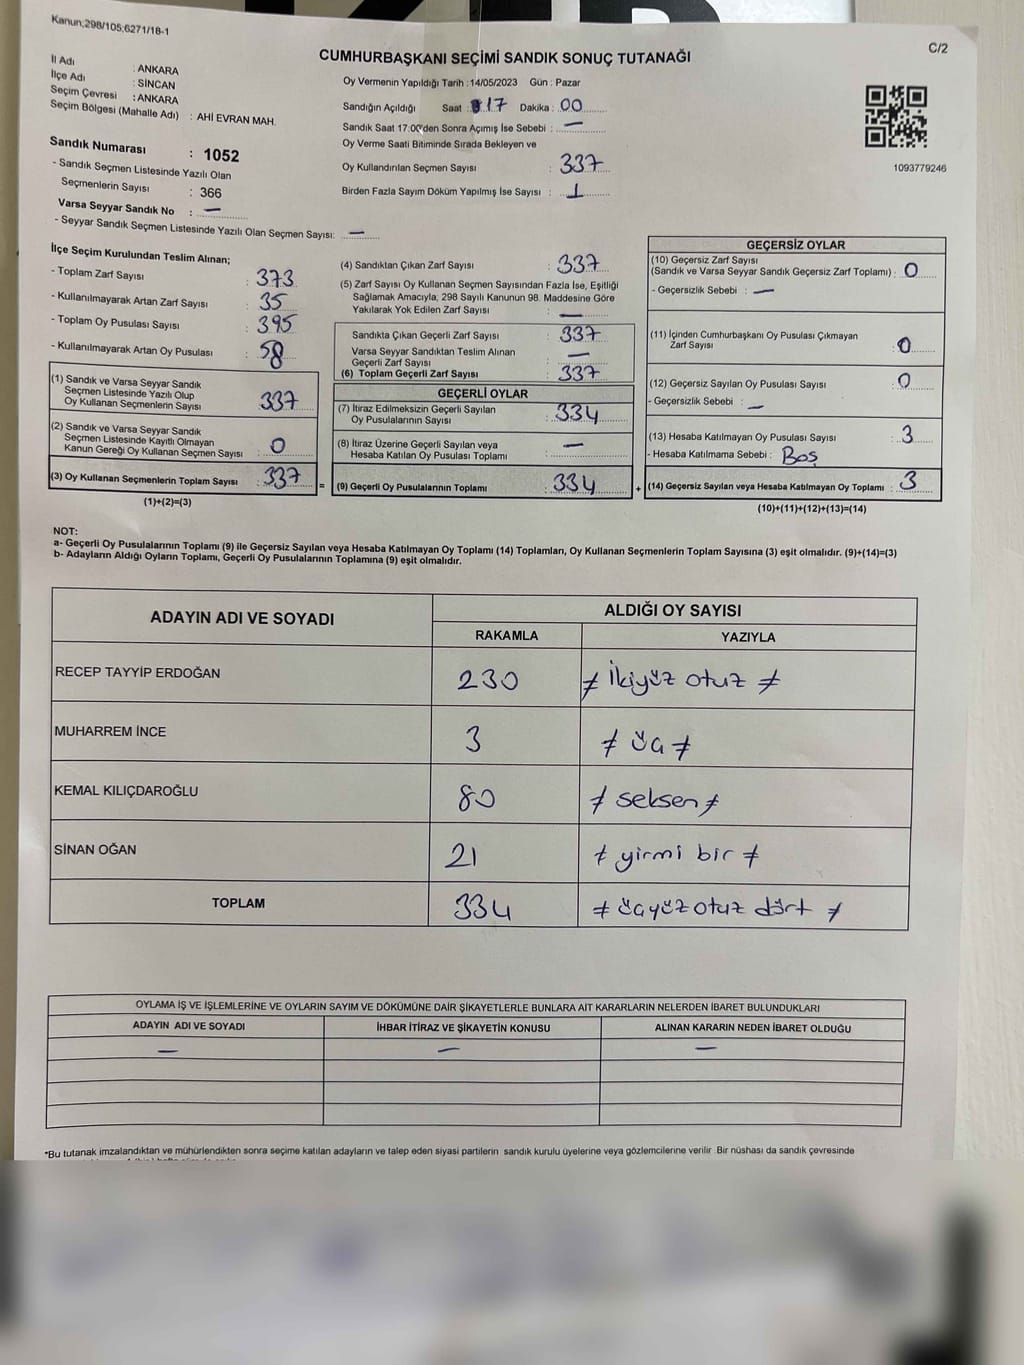 Kanun;298/105;6271/18-1
C/2
CUMHURBAŞKANI SEÇİMİ SANDIK SONUÇ TUTANAĞI
İl Adı : ANKARA
İlçe Adı : SİNCAN
Seçim Çevresi : ANKARA
Seçim Bölgesi (Mahalle Adı) : AHİ EVRAN MAH.
Sandık Numarası : 1052
- Sandık Seçmen Listesinde Yazılı Olan
Seçmenlerin Sayısı : 366
Varsa Seyyar Sandık No : —
- Seyyar Sandık Seçmen Listesinde Yazılı Olan Seçmen Sayısı: —
Oy Vermenin Yapıldığı Tarih :14/05/2023 Gün : Pazar
Sandığın Açıldığı Saat : 17 Dakika : 00
Sandık Saat 17:00'den Sonra Açımış İse Sebebi : —
Oy Verme Saati Bitiminde Sırada Bekleyen ve
Oy Kullandırılan Seçmen Sayısı : 337
Birden Fazla Sayım Döküm Yapılmış İse Sayısı : 1
1093779246
İlçe Seçim Kurulundan Teslim Alınan;
- Toplam Zarf Sayısı : 373
- Kullanılmayarak Artan Zarf Sayısı : 35
- Toplam Oy Pusulası Sayısı : 395
- Kullanılmayarak Artan Oy Pusulası : 58
(1) Sandık ve Varsa Seyyar Sandık
Seçmen Listesinde Yazılı Olup
Oy Kullanan Seçmenlerin Sayısı : 337
(2) Sandık ve Varsa Seyyar Sandık
Seçmen Listesinde Kayıtlı Olmayan
Kanun Gereği Oy Kullanan Seçmen Sayısı : 0
(3) Oy Kullanan Seçmenlerin Toplam Sayısı : 337 =
(1)+(2)=(3)
(4) Sandıktan Çıkan Zarf Sayısı : 337
(5) Zarf Sayısı Oy Kullanan Seçmen Sayısından Fazla İse, Eşitliği
Sağlamak Amacıyla, 298 Sayılı Kanunun 98. Maddesine Göre
Yakılarak Yok Edilen Zarf Sayısı : —
Sandıkta Çıkan Geçerli Zarf Sayısı : 337
Varsa Seyyar Sandıktan Teslim Alınan
Geçerli Zarf Sayısı : —
(6) Toplam Geçerli Zarf Sayısı : 337
GEÇERLİ OYLAR
(7) İtiraz Edilmeksizin Geçerli Sayılan
Oy Pusulalarının Sayısı : 334
(8) İtiraz Üzerine Geçerli Sayılan veya
Hesaba Katılan Oy Pusulası Toplamı : —
(9) Geçerli Oy Pusulalarının Toplamı : 334 +
GEÇERSİZ OYLAR
(10) Geçersiz Zarf Sayısı
(Sandık ve Varsa Seyyar Sandık Geçersiz Zarf Toplamı) : 0
- Geçersizlik Sebebi : —
(11) İçinden Cumhurbaşkanı Oy Pusulası Çıkmayan
Zarf Sayısı : 0
(12) Geçersiz Sayılan Oy Pusulası Sayısı : 0
- Geçersizlik Sebebi : —
(13) Hesaba Katılmayan Oy Pusulası Sayısı : 3
- Hesaba Katılmama Sebebi : Boş
(14) Geçersiz Sayılan veya Hesaba Katılmayan Oy Toplamı : 3
(10)+(11)+(12)+(13)=(14)
NOT:
a- Geçerli Oy Pusulalarının Toplamı (9) ile Geçersiz Sayılan veya Hesaba Katılmayan Oy Toplamı (14) Toplamları, Oy Kullanan Seçmenlerin Toplam Sayısına (3) eşit olmalıdır. (9)+(14)=(3)
b- Adayların Aldığı Oyların Toplamı, Geçerli Oy Pusulalarının Toplamına (9) eşit olmalıdır.
ADAYIN ADI VE SOYADI ALDIĞI OY SAYISI
RAKAMLA YAZIYLA
RECEP TAYYİP ERDOĞAN 230 ≠ İkiyüz otuz ≠
MUHARREM İNCE 3 ≠ üç ≠
KEMAL KILIÇDAROĞLU 80 ≠ seksen ≠
SİNAN OĞAN 21 ≠ yirmi bir ≠
TOPLAM 334 ≠ üçyüz otuz dört ≠
OYLAMA İŞ VE İŞLEMLERİNE VE OYLARIN SAYIM VE DÖKÜMÜNE DAİR ŞİKAYETLERLE BUNLARA AİT KARARLARIN NELERDEN İBARET BULUNDUKLARI
ADAYIN ADI VE SOYADI İHBAR İTİRAZ VE ŞİKAYETİN KONUSU ALINAN KARARIN NEDEN İBARET OLDUĞU
— — —
*Bu tutanak imzalandıktan ve mühürlendikten sonra seçime katılan adayların ve talep eden siyasi partilerin sandık kurulu üyelerine veya gözlemcilerine verilir Bir nüshası da sandık çevresinde